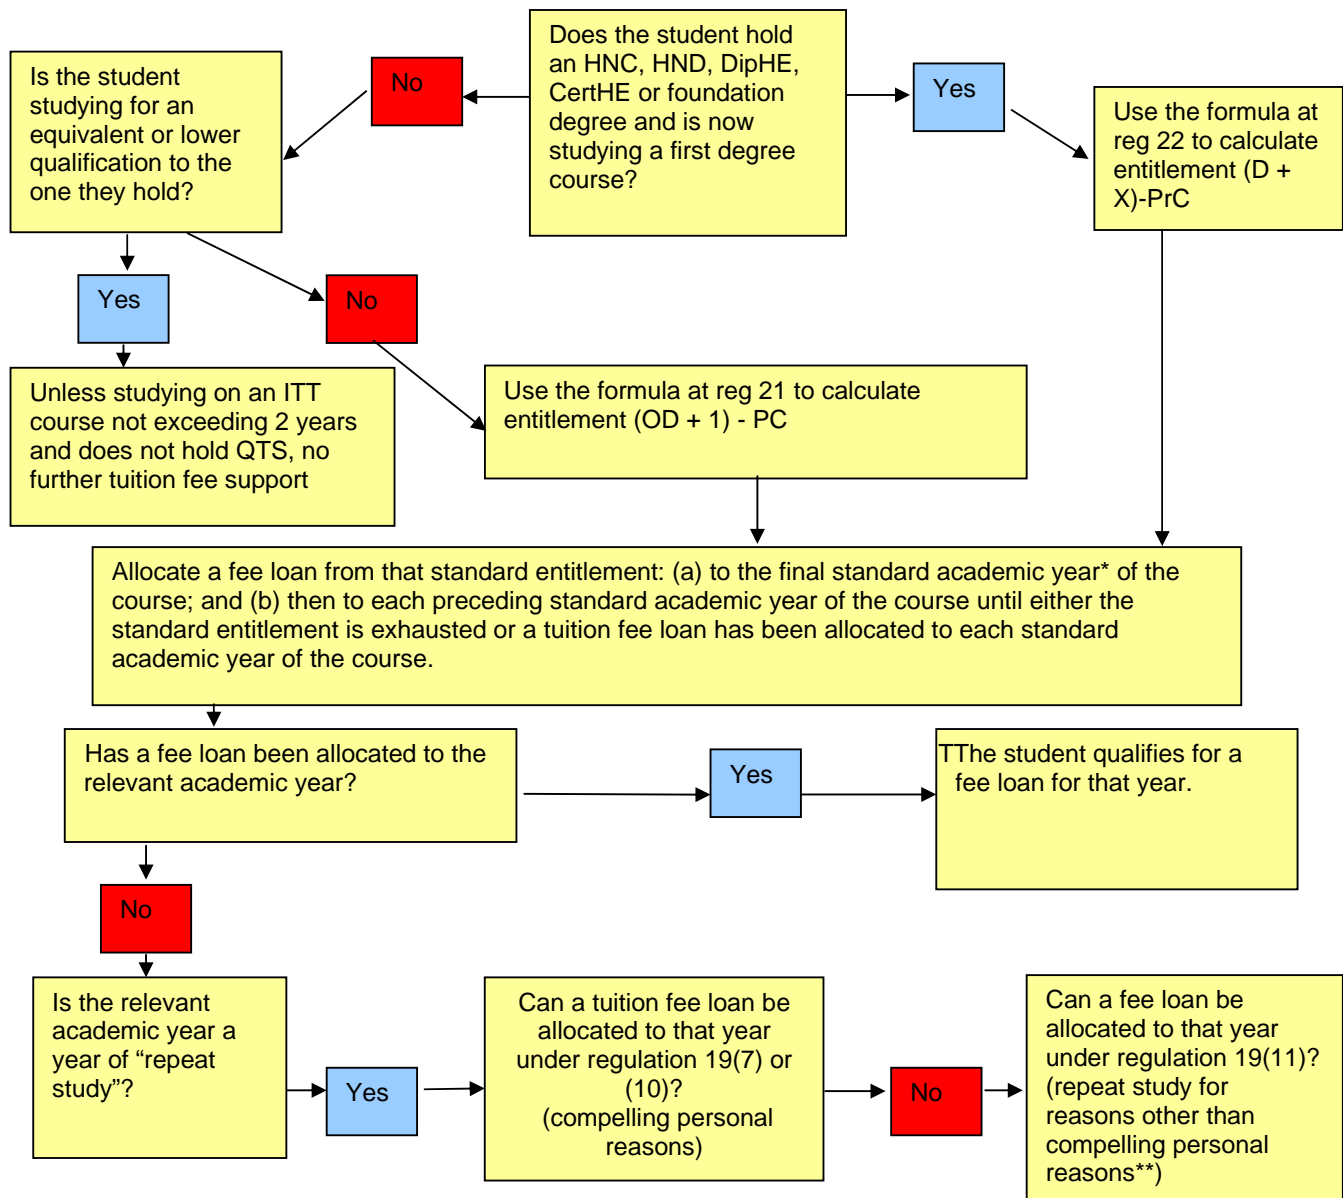 Does the student hold
an HNC, HND, DipHE,
CertHE or foundation
degree and is now
studying a first degree
course?
No
Yes
Is the student
studying for an
equivalent or lower
qualification to the
one they hold?
Use the formula at
reg 22 to calculate
entitlement (D +
X)-PrC
Yes
No
Unless studying on an ITT
course not exceeding 2 years
and does not hold QTS, no
further tuition fee support
Use the formula at reg 21 to calculate
entitlement (OD + 1) - PC
Allocate a fee loan from that standard entitlement: (a) to the final standard academic year* of the
course; and (b) then to each preceding standard academic year of the course until either the
standard entitlement is exhausted or a tuition fee loan has been allocated to each standard
academic year of the course.
Has a fee loan been allocated to the
relevant academic year?
Yes
TThe student qualifies for a
fee loan for that year.
No
Is the relevant
academic year a
year of “repeat
study”?
Yes
Can a tuition fee loan be
allocated to that year
under regulation 19(7) or
(10)?
(compelling personal
reasons)
No
Can a fee loan be
allocated to that year
under regulation 19(11)?
(repeat study for
reasons other than
compelling personal
reasons**)